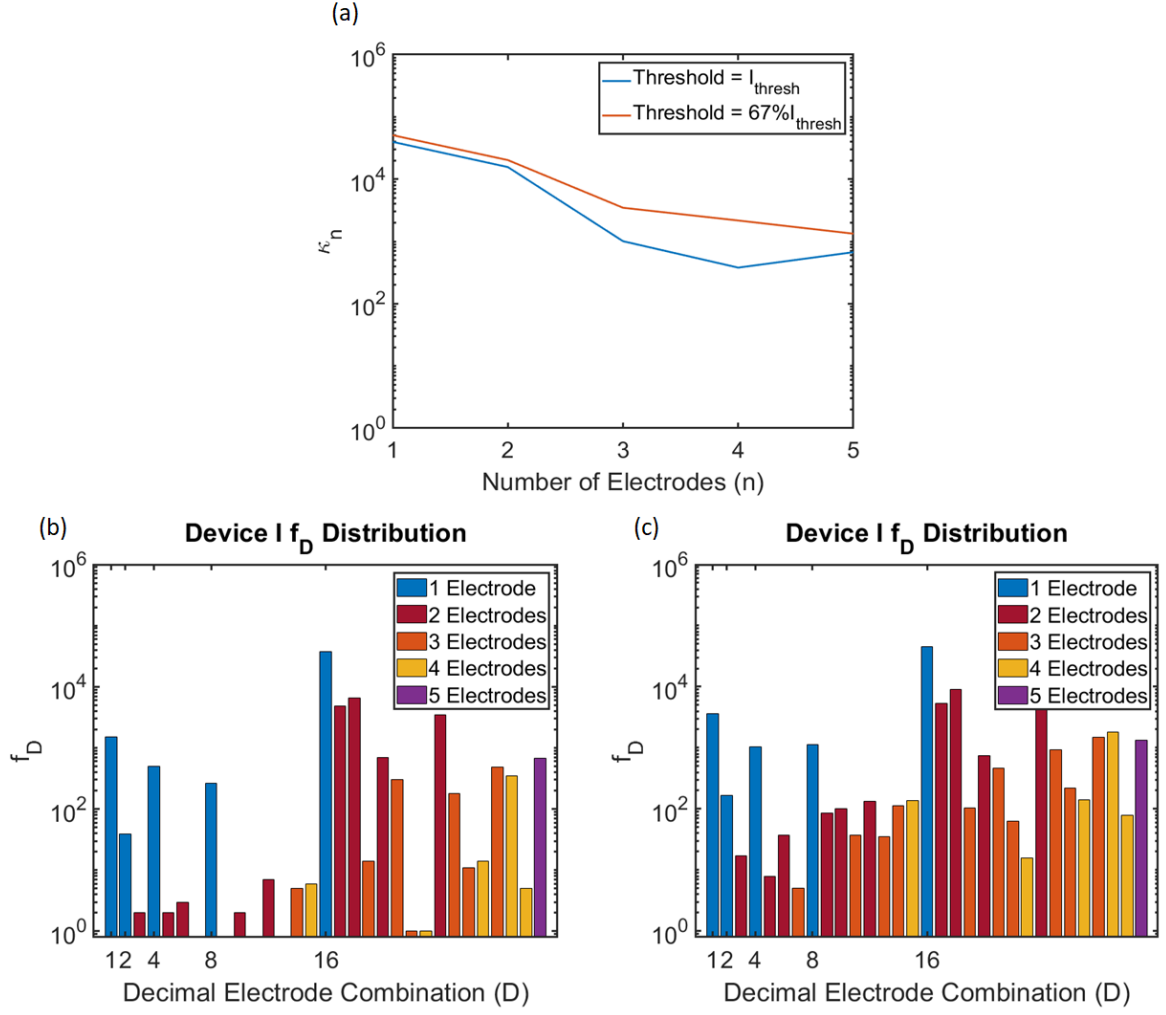 (a)
10^6
10^4
10^2
10^0
κ_n
Threshold = I_thresh
Threshold = 67%I_thresh
1 2 3 4 5
Number of Electrodes (n)
(b)
Device I f_D Distribution
10^6
10^4
10^2
10^0
f_D
1 Electrode
2 Electrodes
3 Electrodes
4 Electrodes
5 Electrodes
1 2 4 8 16
Decimal Electrode Combination (D)
(c)
Device I f_D Distribution
10^6
10^4
10^2
10^0
f_D
1 Electrode
2 Electrodes
3 Electrodes
4 Electrodes
5 Electrodes
1 2 4 8 16
Decimal Electrode Combination (D)